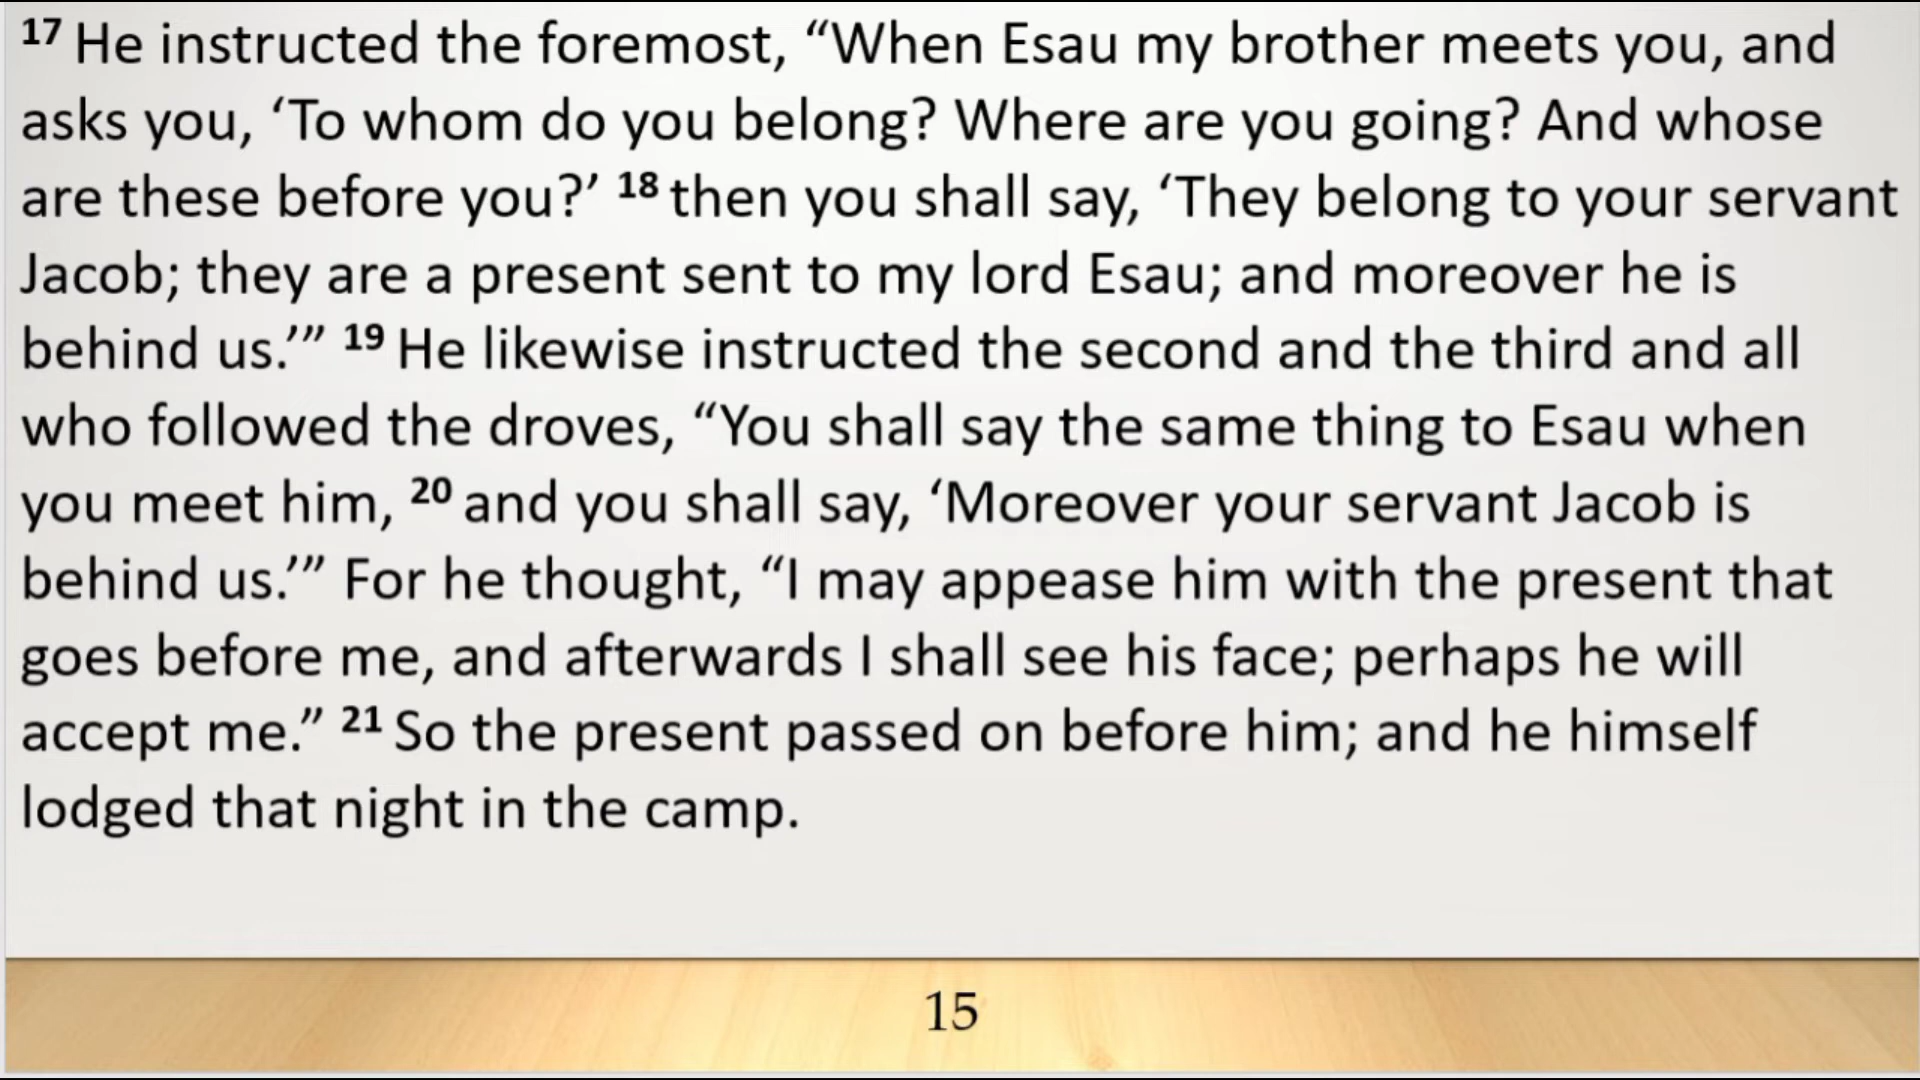 17 He instructed the foremost, “When Esau my brother meets you, and
asks you, ‘To whom do you belong? Where are you going? And whose
are these before you?’ 18 then you shall say, ‘They belong to your servant
Jacob; they are a present sent to my lord Esau; and moreover he is
behind us.’” 19 He likewise instructed the second and the third and all
who followed the droves, “You shall say the same thing to Esau when
you meet him, 20 and you shall say, ‘Moreover your servant Jacob is
behind us.’” For he thought, “I may appease him with the present that
goes before me, and afterwards I shall see his face; perhaps he will
accept me.” 21 So the present passed on before him; and he himself
lodged that night in the camp.
15